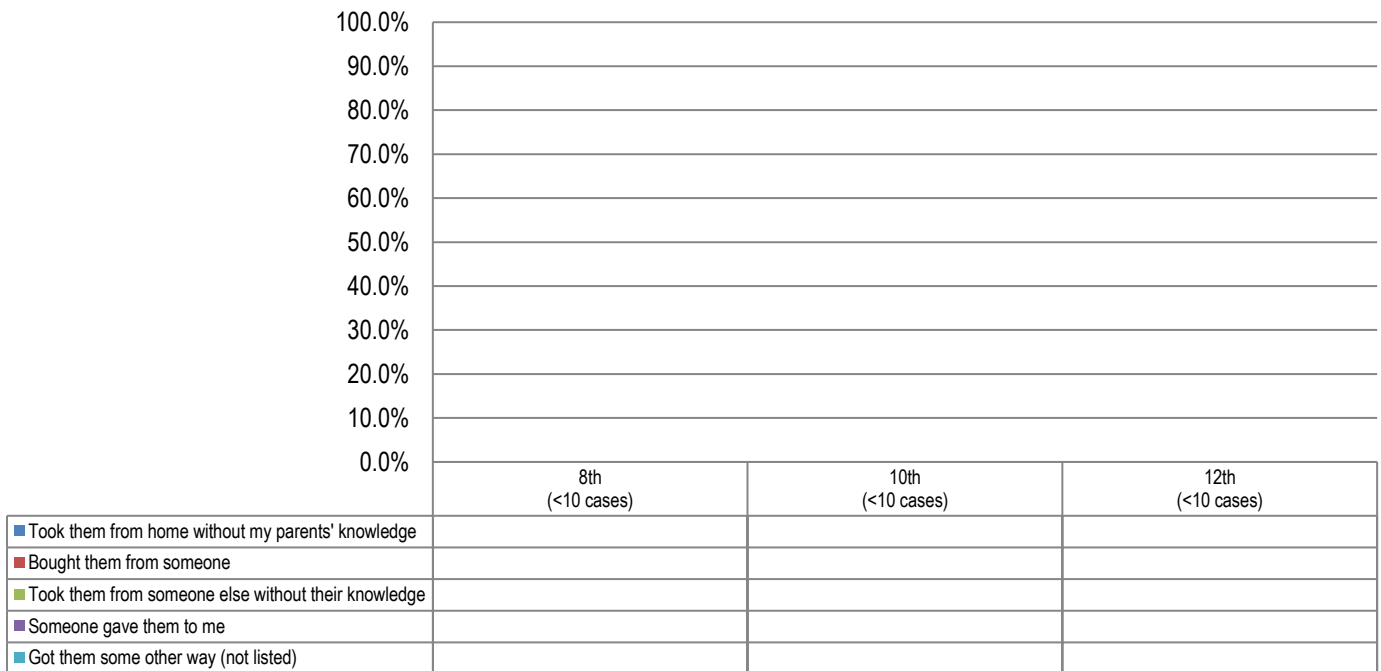 100.0%
90.0%
80.0%
70.0%
60.0%
50.0%
40.0%
30.0%
20.0%
10.0%
0.0%
8th
(<10 cases)
10th
(<10 cases)
12th
(<10 cases)
Took them from home without my parents' knowledge
Bought them from someone
Took them from someone else without their knowledge
Someone gave them to me
Got them some other way (not listed)